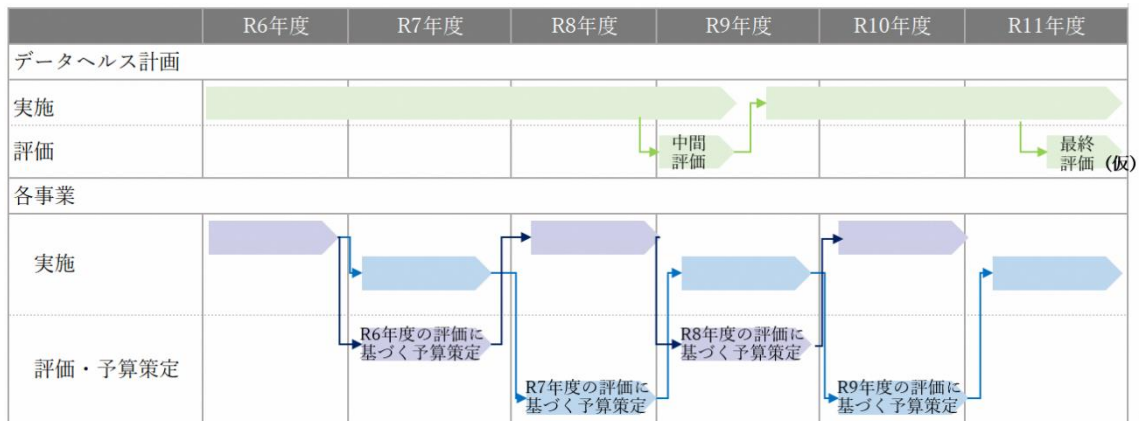 R6年度 R7年度 R8年度 R9年度 R10年度 R11年度
データヘルス計画
実施
評価
中間
評価
最終
評価(仮)
各事業
実施
評価・予算策定
R6年度の評価に
基づく予算策定
R8年度の評価に
基づく予算策定
R7年度の評価に
基づく予算策定
R9年度の評価に
基づく予算策定